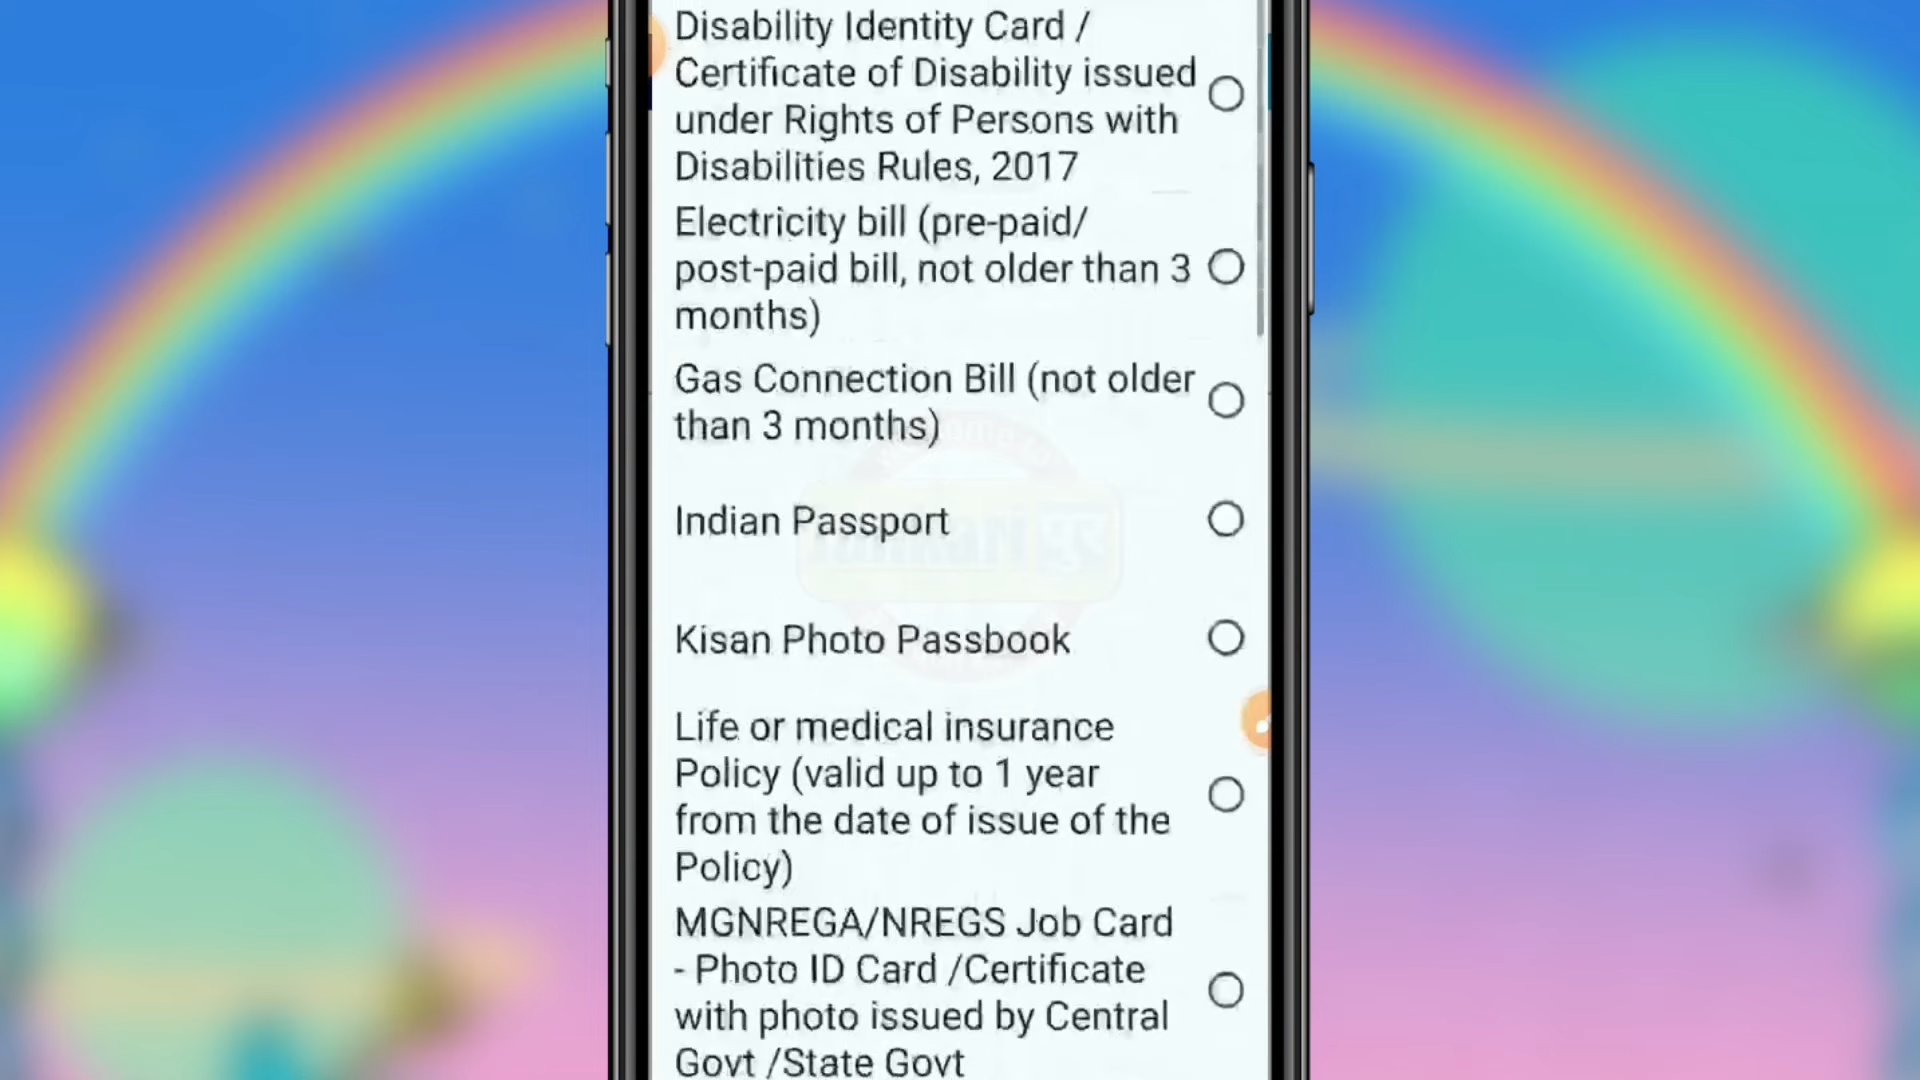 Disability Identity Card /
Certificate of Disability issued
under Rights of Persons with
Disabilities Rules, 2017
Electricity bill (pre-paid/
post-paid bill, not older than 3
months)
Gas Connection Bill (not older
than 3 months)
Indian Passport
Kisan Photo Passbook
Life or medical insurance
Policy (valid up to 1 year
from the date of issue of the
Policy)
MGNREGA/NREGS Job Card
- Photo ID Card /Certificate
with photo issued by Central
Govt /State Govt